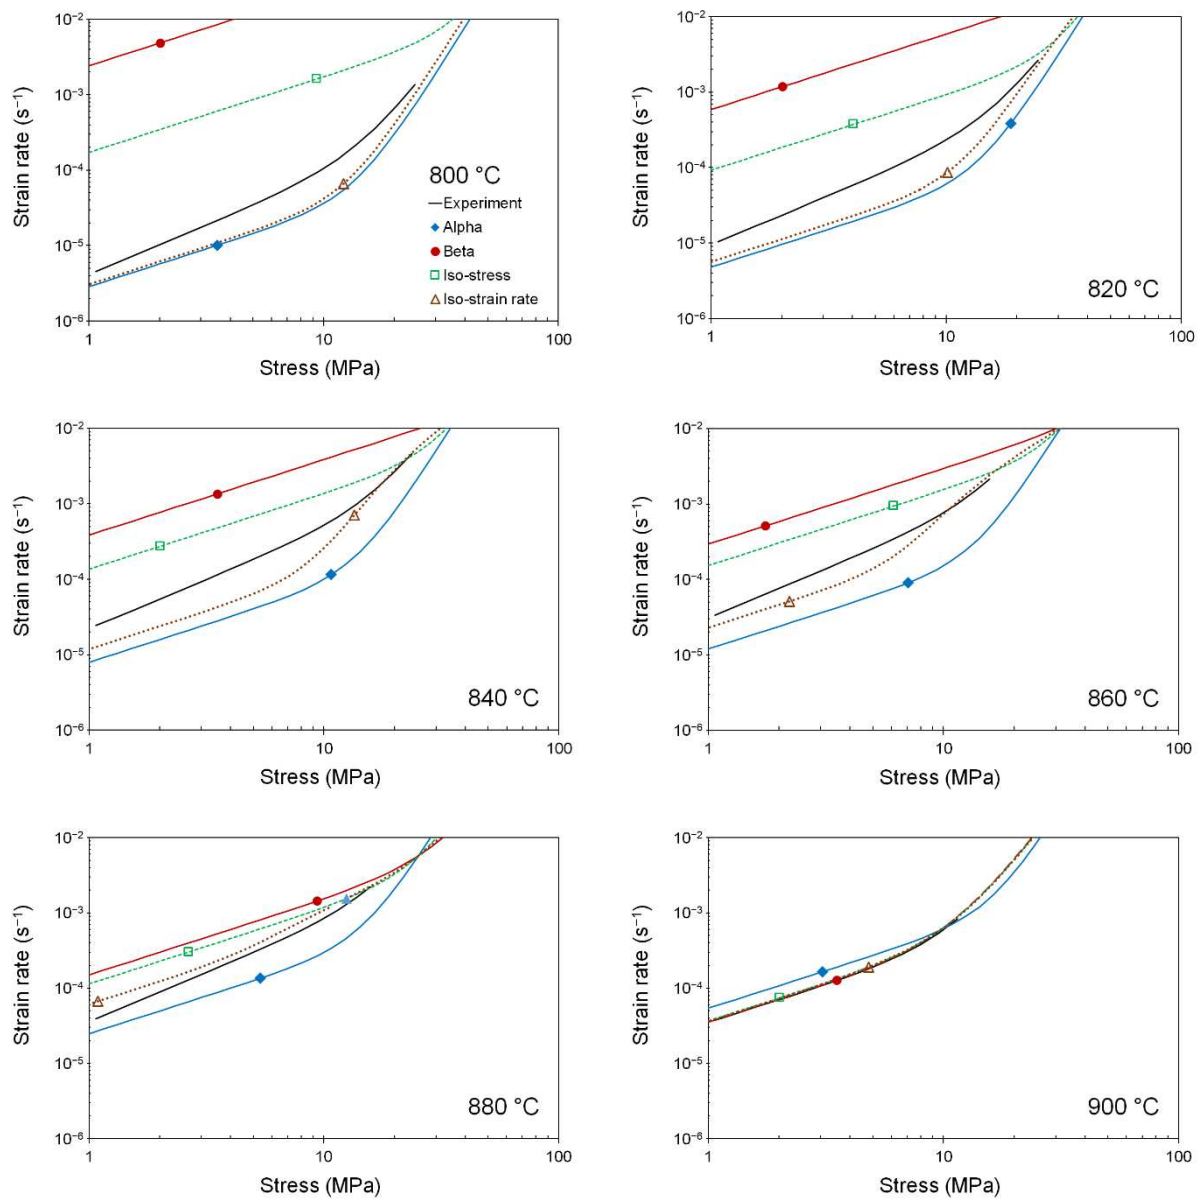 10⁻²
10⁻³
10⁻⁴
10⁻⁵
10⁻⁶
Strain rate (s⁻¹)
800 °C
Experiment
Alpha
Beta
Iso-stress
Iso-strain rate
1
10
100
Stress (MPa)
10⁻²
10⁻³
10⁻⁴
10⁻⁵
10⁻⁶
Strain rate (s⁻¹)
820 °C
1
10
100
Stress (MPa)
10⁻²
10⁻³
10⁻⁴
10⁻⁵
10⁻⁶
Strain rate (s⁻¹)
840 °C
1
10
100
Stress (MPa)
10⁻²
10⁻³
10⁻⁴
10⁻⁵
10⁻⁶
Strain rate (s⁻¹)
860 °C
1
10
100
Stress (MPa)
10⁻²
10⁻³
10⁻⁴
10⁻⁵
10⁻⁶
Strain rate (s⁻¹)
880 °C
1
10
100
Stress (MPa)
10⁻²
10⁻³
10⁻⁴
10⁻⁵
10⁻⁶
Strain rate (s⁻¹)
900 °C
1
10
100
Stress (MPa)